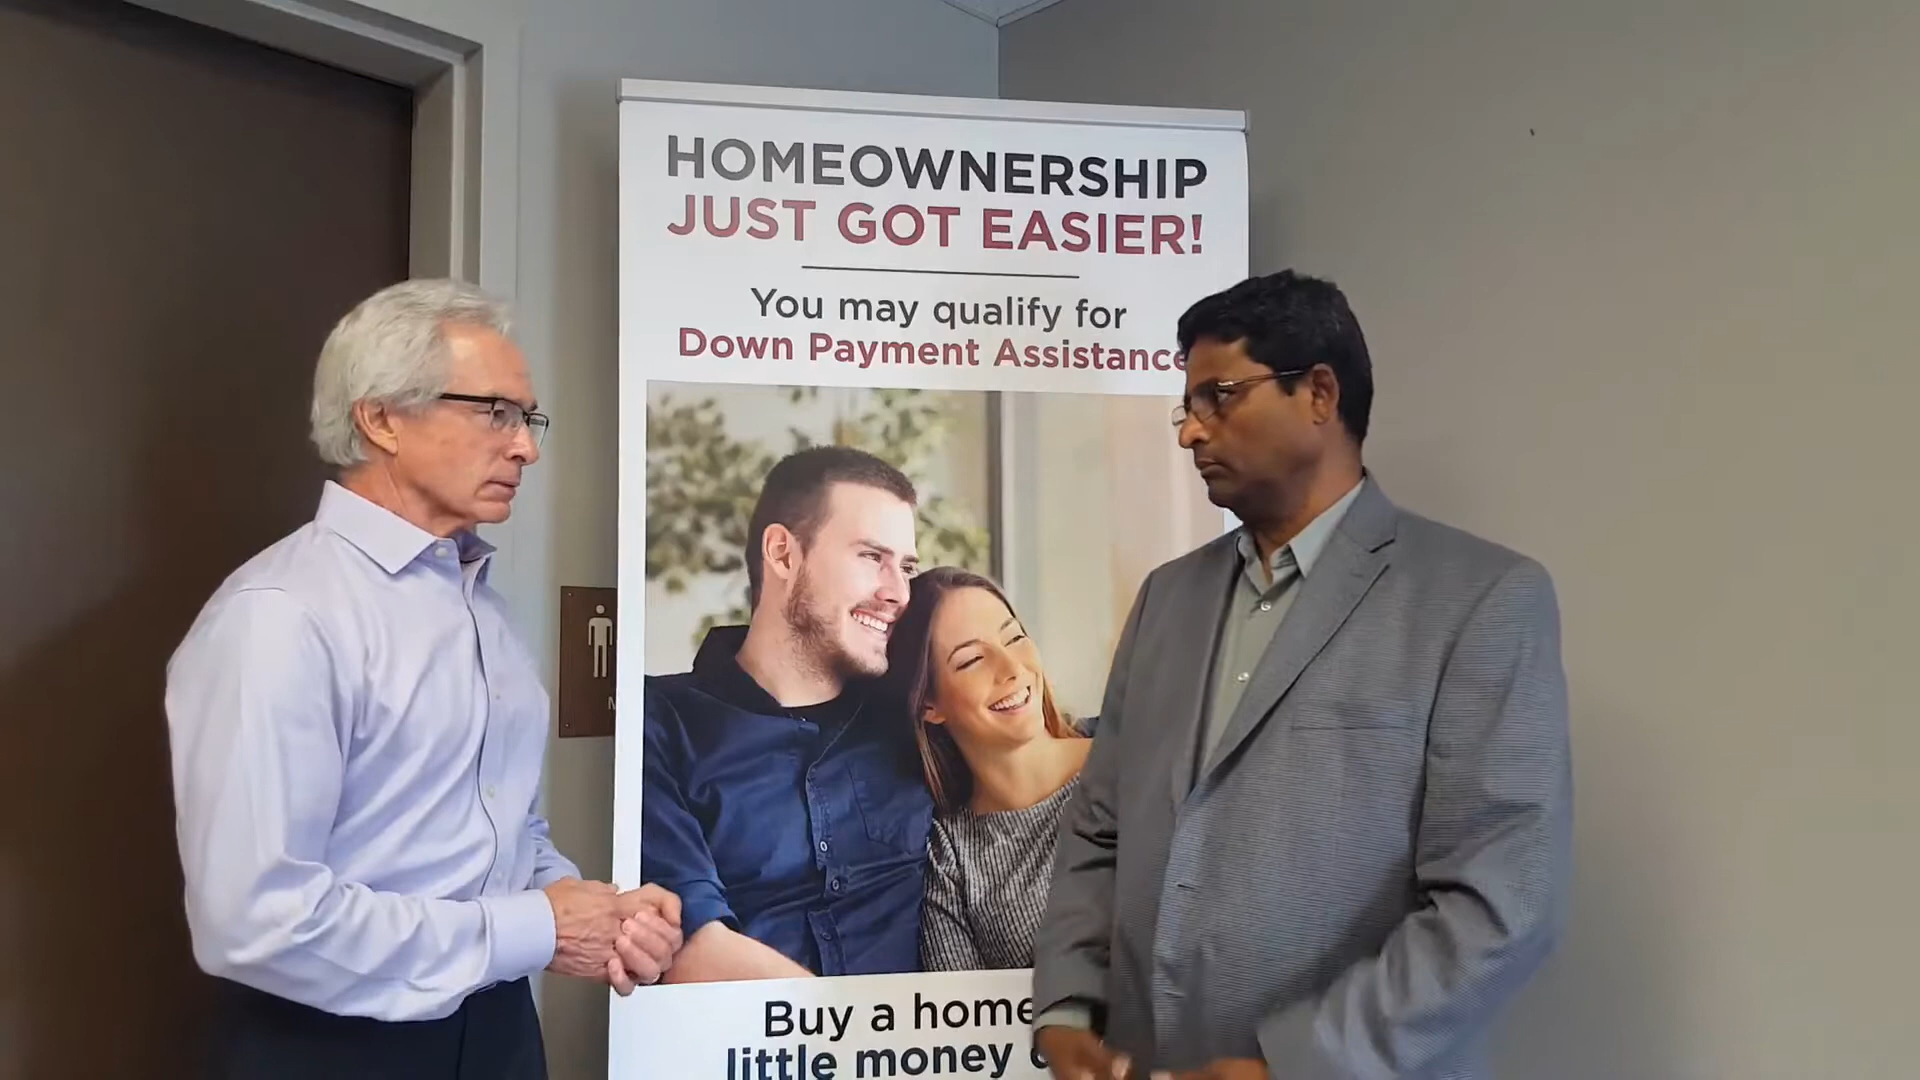 HOMEOWNERSHIP
JUST GOT EASIER!
You may qualify for
Down Payment Assistance
Buy a home
little money